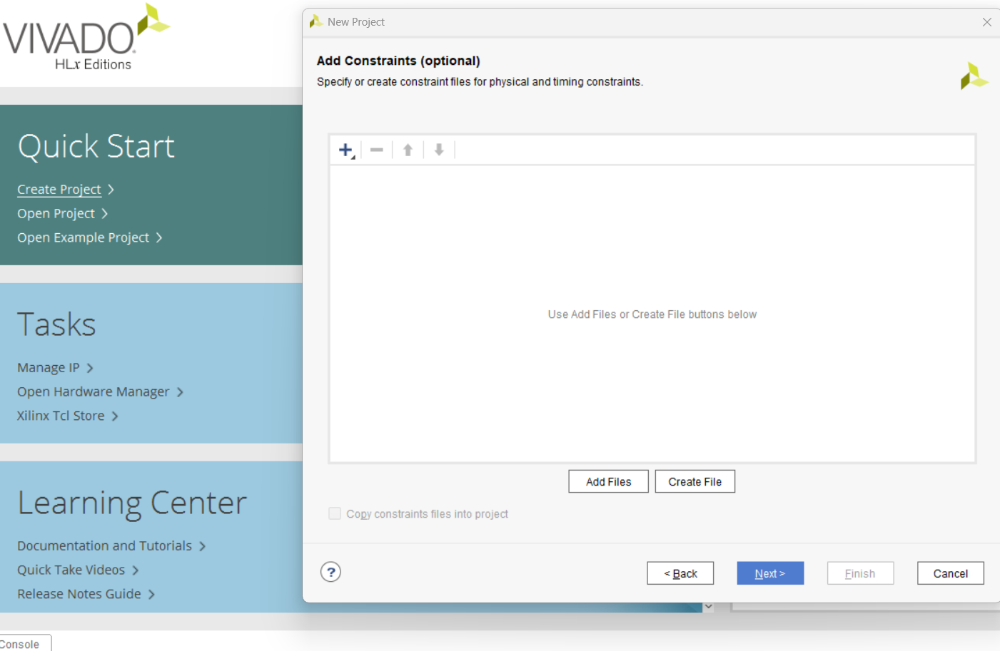 VIVADO
HLx Editions
Quick Start
Create Project
Open Project
Open Example Project
Tasks
Manage IP
Open Hardware Manager
Xilinx Tcl Store
Learning Center
Documentation and Tutorials
Quick Take Videos
Release Notes Guide
Console
New Project
Add Constraints (optional)
Specify or create constraint files for physical and timing constraints.
Use Add Files or Create File buttons below
Add Files
Create File
Copy constraints files into project
?
< Back
Next >
Finish
Cancel